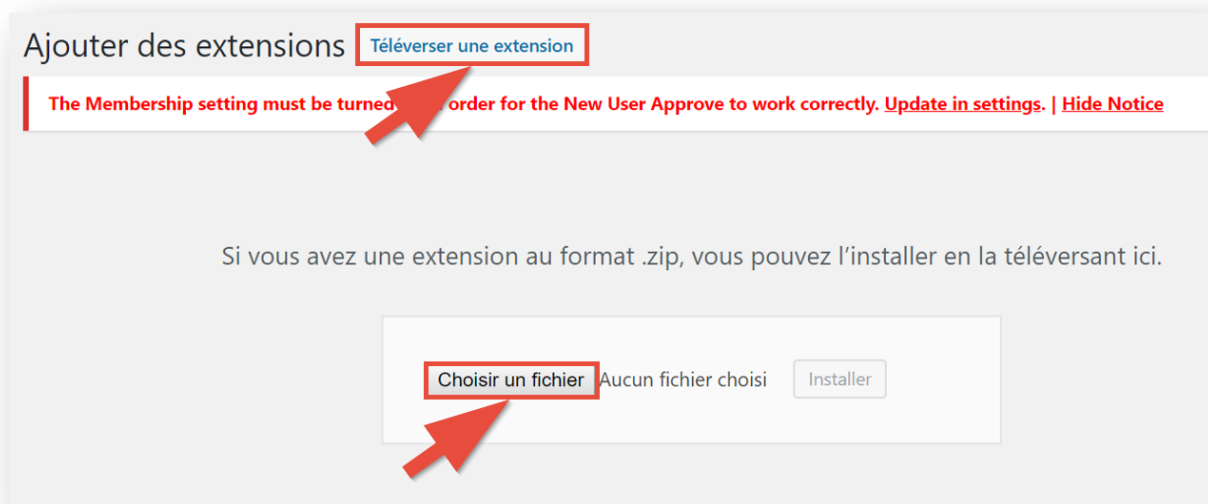 Ajouter des extensions Téléverser une extension
The Membership setting must be turned order for the New User Approve to work correctly. Update in settings. | Hide Notice
Si vous avez une extension au format .zip, vous pouvez l’installer en la téléversant ici.
Choisir un fichier Aucun fichier choisi Installer